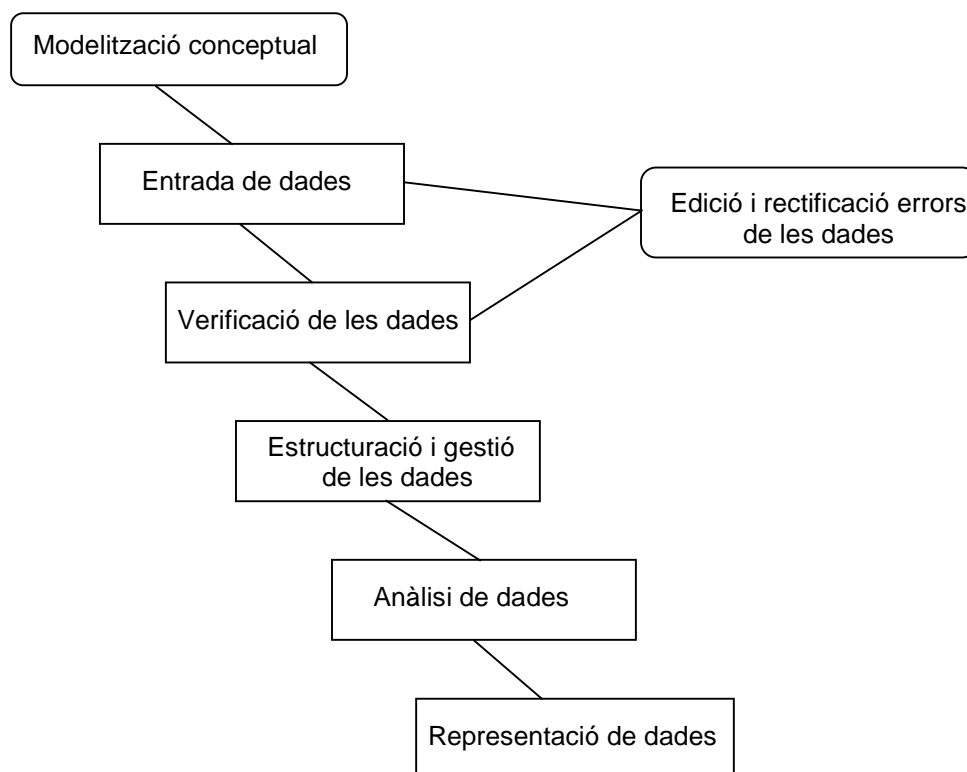 Modelització conceptual
Entrada de dades
Edició i rectificació errors
de les dades
Verificació de les dades
Estructuració i gestió
de les dades
Anàlisi de dades
Representació de dades